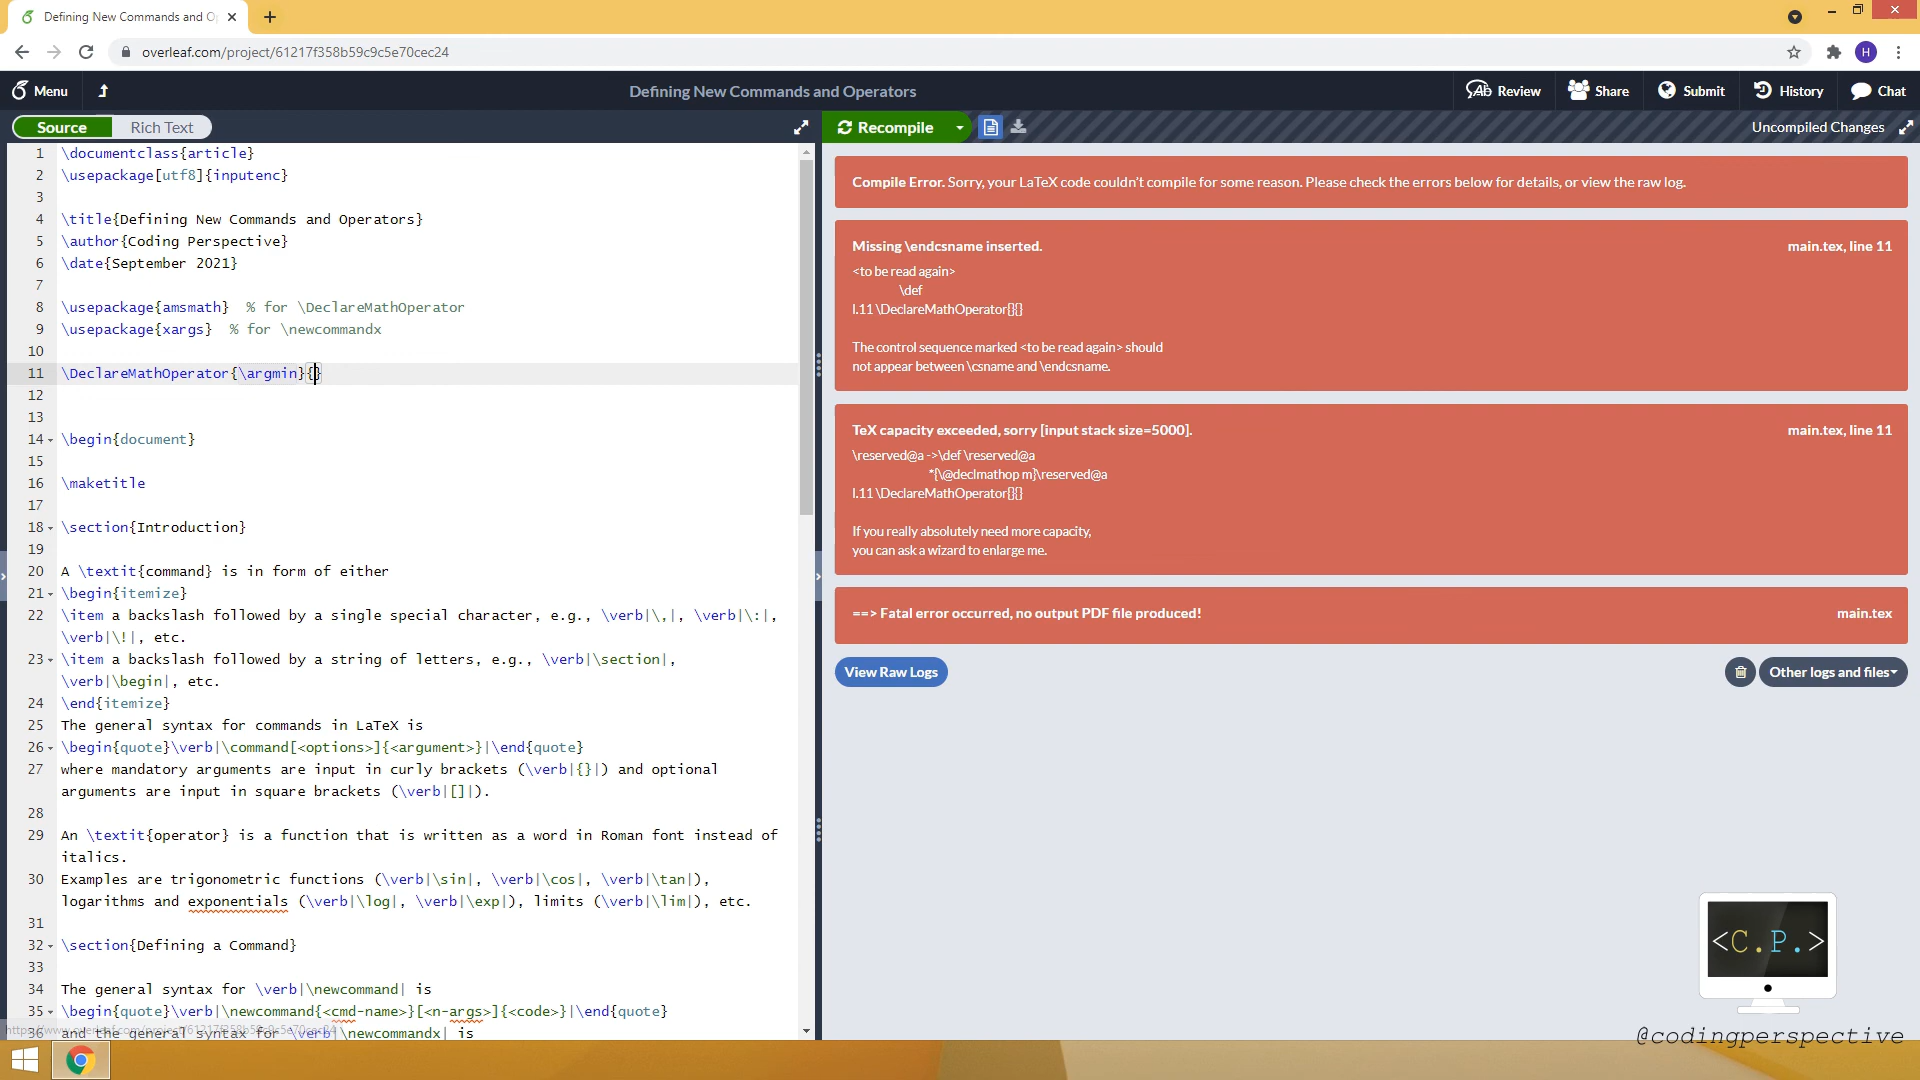 Defining New Commands and O
overleaf.com/project/61217f358b59c9c5e70cec24
H
Menu
Defining New Commands and Operators
Review
Share
Submit
History
Chat
Source
Rich Text
Recompile
Uncompiled Changes
1 \documentclass{article}
2 \usepackage[utf8]{inputenc}
3
4 \title{Defining New Commands and Operators}
5 \author{Coding Perspective}
6 \date{September 2021}
7
8 \usepackage{amsmath}  % for \DeclareMathOperator
9 \usepackage{xargs}  % for \newcommandx
10
11 \DeclareMathOperator{\argmin}{}
12
13
14 \begin{document}
15
16 \maketitle
17
18 \section{Introduction}
19
20 A \textit{command} is in form of either
21 \begin{itemize}
22 \item a backslash followed by a single special character, e.g., \verb|\,|, \verb|\:|,
\verb|\!|, etc.
23 \item a backslash followed by a string of letters, e.g., \verb|\section|,
\verb|\begin|, etc.
24 \end{itemize}
25 The general syntax for commands in LaTeX is
26 \begin{quote}\verb|\command[<options>]{<argument>}|\end{quote}
27 where mandatory arguments are input in curly brackets (\verb|{}|) and optional
arguments are input in square brackets (\verb|[]|).
28
29 An \textit{operator} is a function that is written as a word in Roman font instead of
italics.
30 Examples are trigonometric functions (\verb|\sin|, \verb|\cos|, \verb|\tan|),
logarithms and exponentials (\verb|\log|, \verb|\exp|), limits (\verb|\lim|), etc.
31
32 \section{Defining a Command}
33
34 The general syntax for \verb|\newcommand| is
35 \begin{quote}\verb|\newcommand{<cmd-name>}[<n-args>]{<code>}|\end{quote}
36 and the general syntax for \verb|\newcommandx| is
https://www.overleaf.com/project/61217f358b59c9c5e70cec24
Compile Error. Sorry, your LaTeX code couldn't compile for some reason. Please check the errors below for details, or view the raw log.
Missing \endcsname inserted.
main.tex, line 11
<to be read again>
\def
l.11 \DeclareMathOperator{}{}
The control sequence marked <to be read again> should
not appear between \csname and \endcsname.
TeX capacity exceeded, sorry [input stack size=5000].
main.tex, line 11
\reserved@a ->\def \reserved@a
*{\@declmathop m}\reserved@a
l.11 \DeclareMathOperator{}{}
If you really absolutely need more capacity,
you can ask a wizard to enlarge me.
==> Fatal error occurred, no output PDF file produced!
main.tex
View Raw Logs
Other logs and files
<C.P.>
@codingperspective